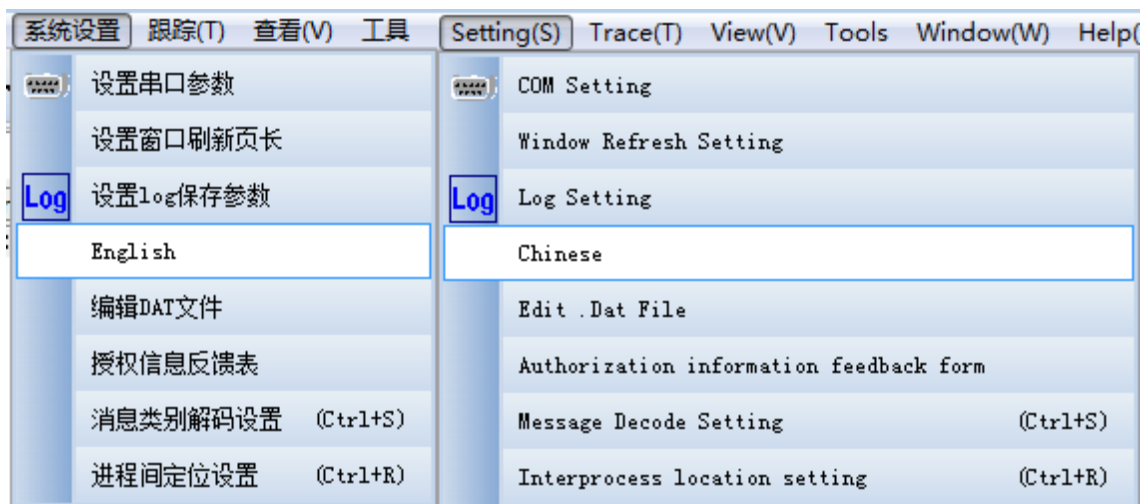 系统设置 跟踪(T) 查看(V) 工具
设置串口参数
设置窗口刷新页长
Log 设置log保存参数
English
编辑DAT文件
授权信息反馈表
消息类别解码设置 (Ctrl+S)
进程间定位设置 (Ctrl+R)
Setting(S) Trace(T) View(V) Tools Window(W) Help(
COM Setting
Window Refresh Setting
Log Log Setting
Chinese
Edit .Dat File
Authorization information feedback form
Message Decode Setting (Ctrl+S)
Interprocess location setting (Ctrl+R)